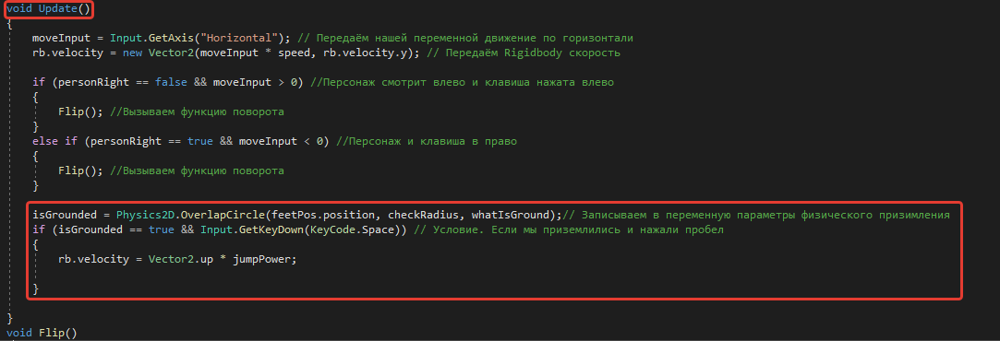 void Update()
{
moveInput = Input.GetAxis("Horizontal"); // Передаём нашей переменной движение по горизонтали
rb.velocity = new Vector2(moveInput * speed, rb.velocity.y); // Передаём Rigidbody скорость
if (personRight == false && moveInput > 0) //Персонаж смотрит влево и клавиша нажата влево
{
Flip(); //Вызываем функцию поворота
}
else if (personRight == true && moveInput < 0) //Персонаж и клавиша в право
{
Flip(); //Вызываем функцию поворота
}
isGrounded = Physics2D.OverlapCircle(feetPos.position, checkRadius, whatIsGround);// Записываем в переменную параметры физического призимления
if (isGrounded == true && Input.GetKeyDown(KeyCode.Space)) // Условие. Если мы приземлились и нажали пробел
{
rb.velocity = Vector2.up * jumpPower;
}
}
void Flip()